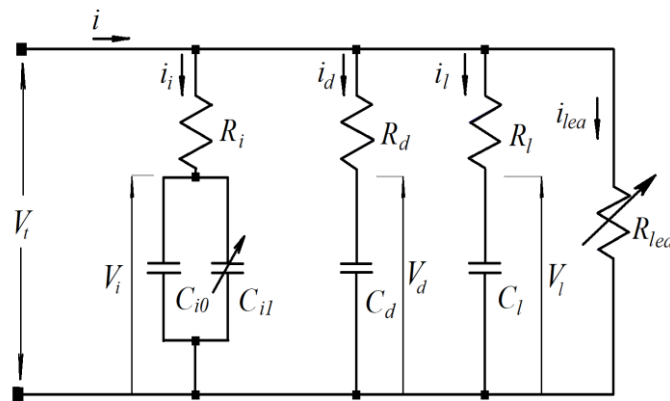 i
i_i
i_d
i_l
i_lea
R_i
R_d
R_l
R_lea
V_t
V_i
C_i0
C_i1
C_d
V_d
C_l
V_l